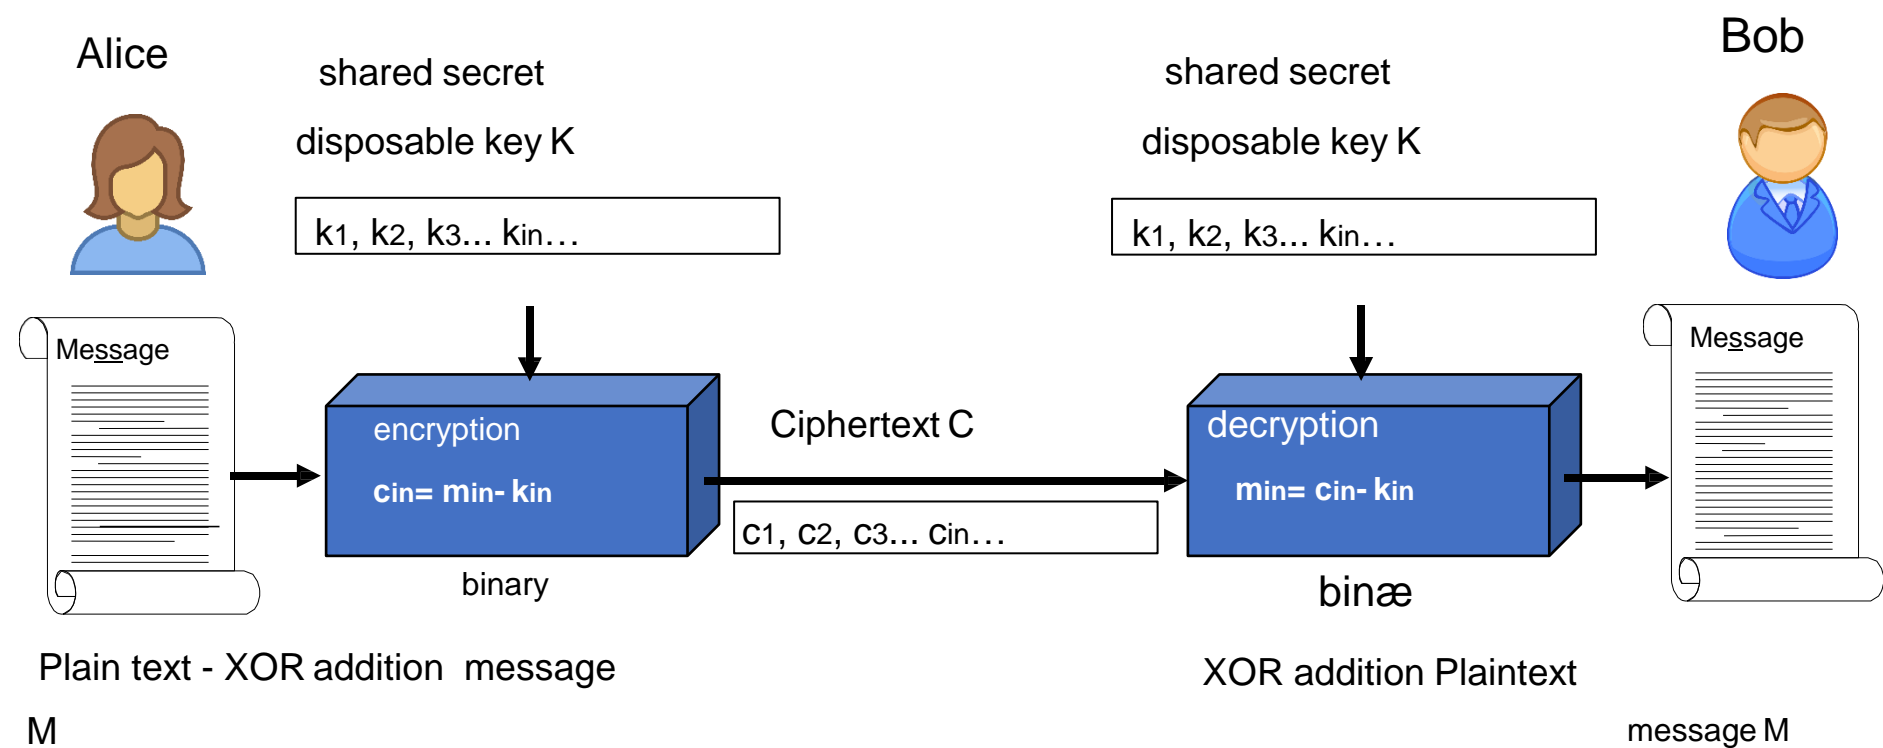 Alice
shared secret
disposable key K
k1, k2, k3... kin…
shared secret
disposable key K
k1, k2, k3... kin…
Bob
Message
encryption
cin= min- kin
binary
Ciphertext C
c1, c2, c3... cin…
decryption
min= cin- kin
binæ
Message
Plain text - XOR addition message
M
XOR addition Plaintext
message M